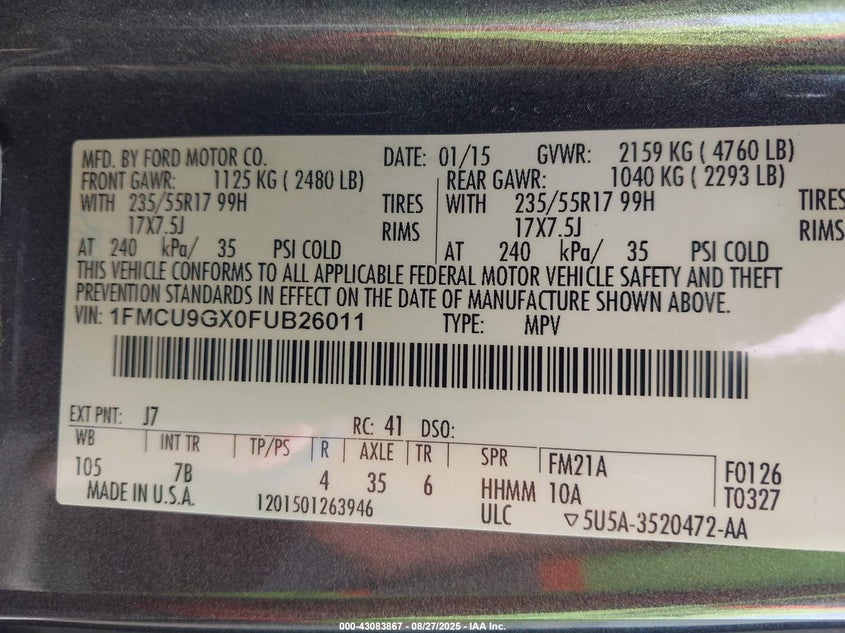 MFD. BY FORD MOTOR CO. DATE: 01/15 GVWR: 2159 KG ( 4760 LB)
FRONT GAWR: 1125 KG ( 2480 LB) REAR GAWR: 1040 KG ( 2293 LB)
WITH 235/55R17 99H TIRES WITH 235/55R17 99H TIRES
17X7.5J RIMS 17X7.5J RIMS
AT 240 kPa/ 35 PSI COLD AT 240 kPa/ 35 PSI COLD
THIS VEHICLE CONFORMS TO ALL APPLICABLE FEDERAL MOTOR VEHICLE SAFETY AND THEFT
PREVENTION STANDARDS IN EFFECT ON THE DATE OF MANUFACTURE SHOWN ABOVE.
VIN: 1FMCU9GX0FUB26011 TYPE: MPV
EXT PNT: J7 RC: 41 DSO:
WB INT TR TP/PS R AXLE TR SPR FM21A F0126
105 7B 4 35 6 HHMM 10A T0327
MADE IN U.S.A. 1201501263946 ULC ▽5U5A-3520472-AA
000-43083867 - 08/27/2025 - IAA Inc.